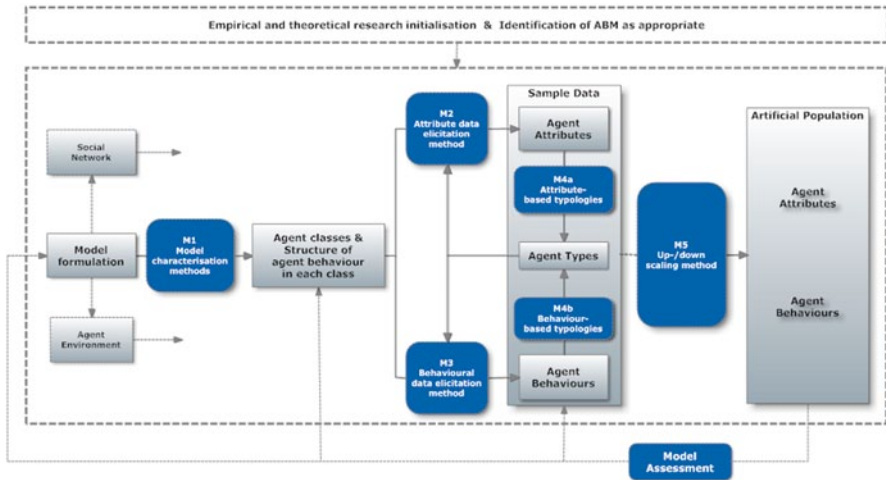 Empirical and theoretical research initialisation & Identification of ABM as appropriate
Social
Network
Model
formulation
Agent
Environment
M1
Model
characterisation
methods
Agent classes &
Structure of
agent behaviour
in each class
M2
Attribute data
elicitation
method
M3
Behavioural
data elicitation
method
Sample Data
Agent
Attributes
M4a
Attribute-
based typologies
Agent Types
M4b
Behaviour-
based typologies
Agent
Behaviours
M5
Up-/down
scaling method
Artificial Population
Agent
Attributes
Agent
Behaviours
Model
Assessment